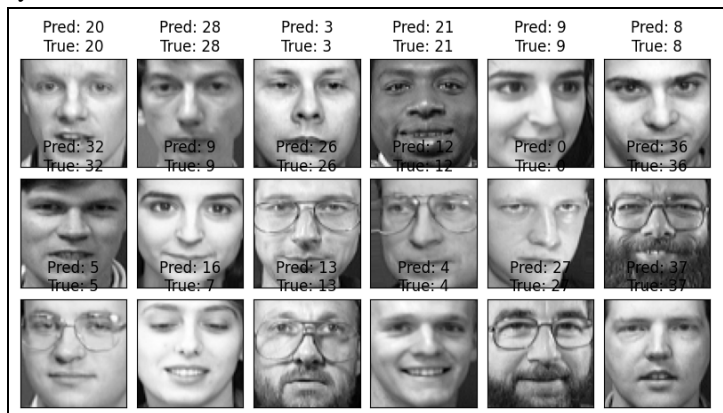 Pred: 20 Pred: 28 Pred: 3 Pred: 21 Pred: 9 Pred: 8
True: 20 True: 28 True: 3 True: 21 True: 9 True: 8
Pred: 32 Pred: 9 Pred: 26 Pred: 12 Pred: 0 Pred: 36
True: 32 True: 9 True: 26 True: 12 True: 0 True: 36
Pred: 5 Pred: 16 Pred: 13 Pred: 4 Pred: 27 Pred: 37
True: 5 True: 7 True: 13 True: 4 True: 27 True: 37